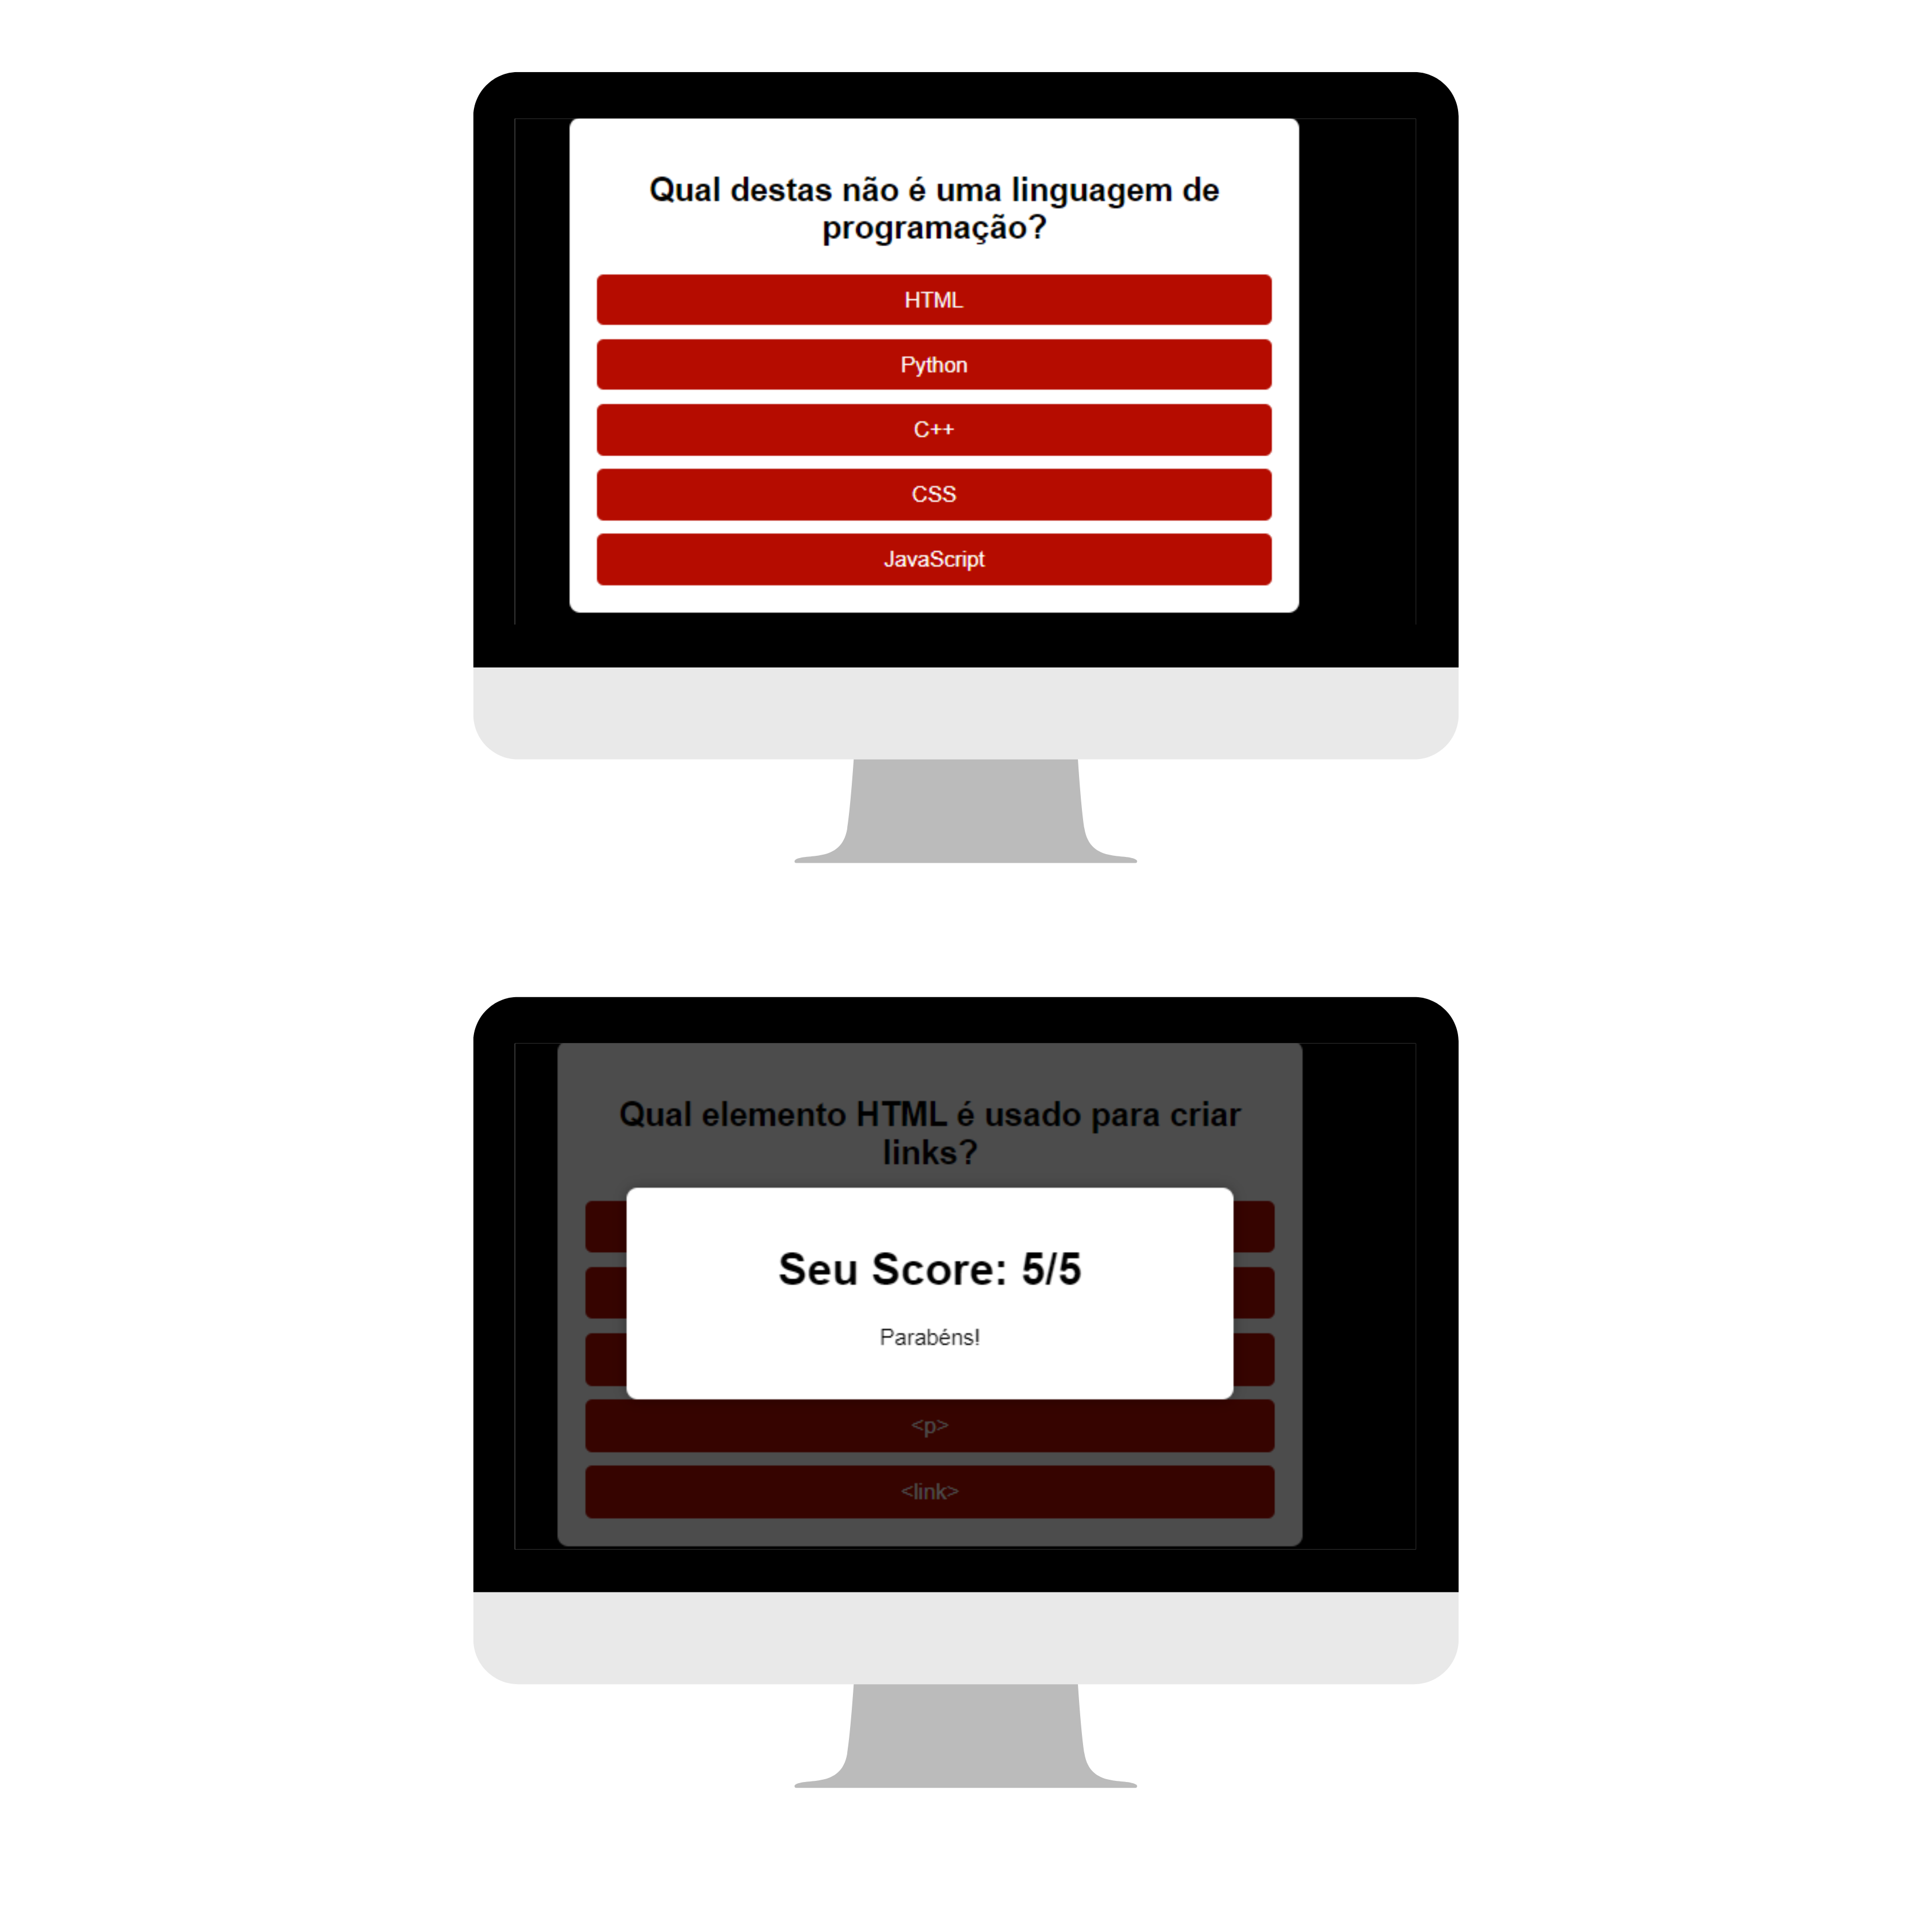 Qual destas não é uma linguagem de
programação?
HTML
Python
C++
CSS
JavaScript
Qual elemento HTML é usado para criar
links?
Seu Score: 5/5
Parabéns!
<p>
<link>